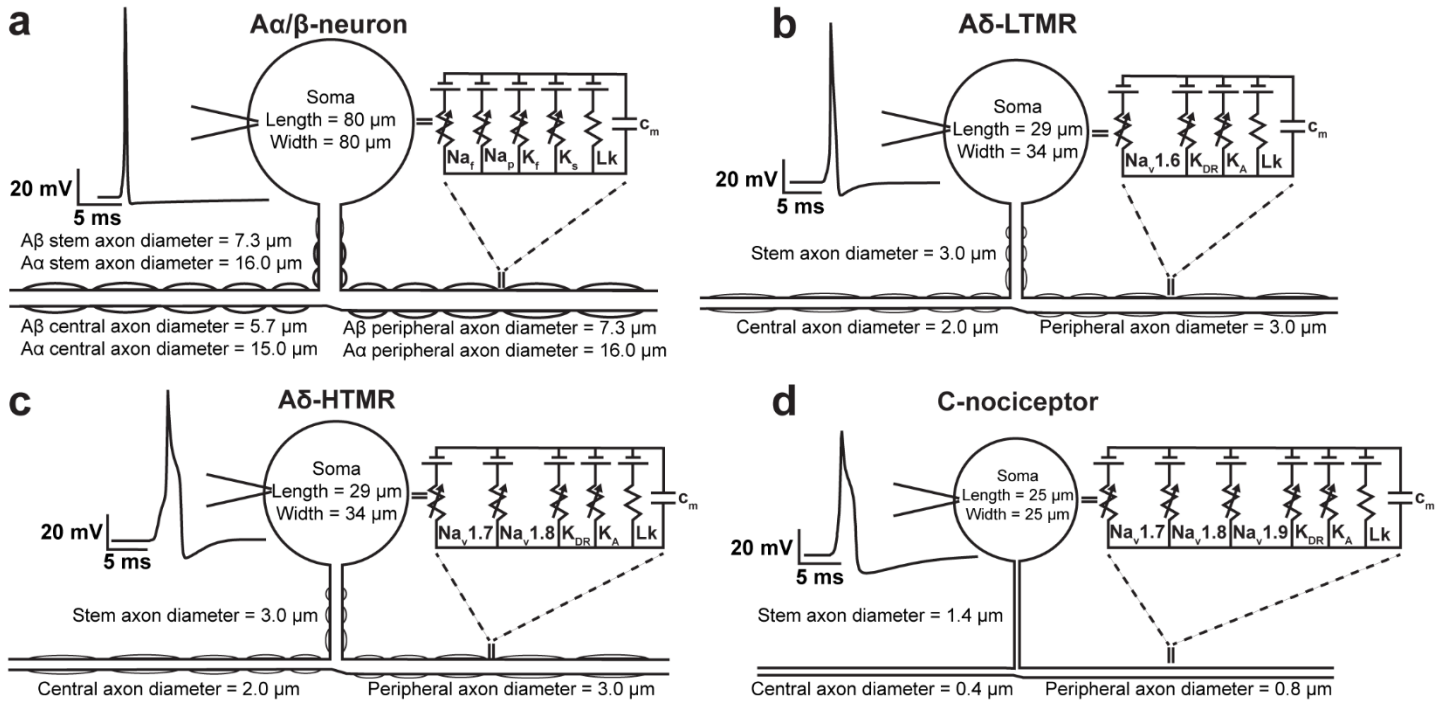 a
Aα/β-neuron
Soma
Length = 80 µm
Width = 80 µm
Na_f Na_p K_f K_s Lk
c_m
20 mV
5 ms
Aβ stem axon diameter = 7.3 µm
Aα stem axon diameter = 16.0 µm
Aβ central axon diameter = 5.7 µm
Aα central axon diameter = 15.0 µm
Aβ peripheral axon diameter = 7.3 µm
Aα peripheral axon diameter = 16.0 µm
b
Aδ-LTMR
Soma
Length = 29 µm
Width = 34 µm
Na_v1.6 K_DR K_A Lk
c_m
20 mV
5 ms
Stem axon diameter = 3.0 µm
Central axon diameter = 2.0 µm
Peripheral axon diameter = 3.0 µm
c
Aδ-HTMR
Soma
Length = 29 µm
Width = 34 µm
Na_v1.7 Na_v1.8 K_DR K_A Lk
c_m
20 mV
5 ms
Stem axon diameter = 3.0 µm
Central axon diameter = 2.0 µm
Peripheral axon diameter = 3.0 µm
d
C-nociceptor
Soma
Length = 25 µm
Width = 25 µm
Na_v1.7 Na_v1.8 Na_v1.9 K_DR K_A Lk
c_m
20 mV
5 ms
Stem axon diameter = 1.4 µm
Central axon diameter = 0.4 µm
Peripheral axon diameter = 0.8 µm